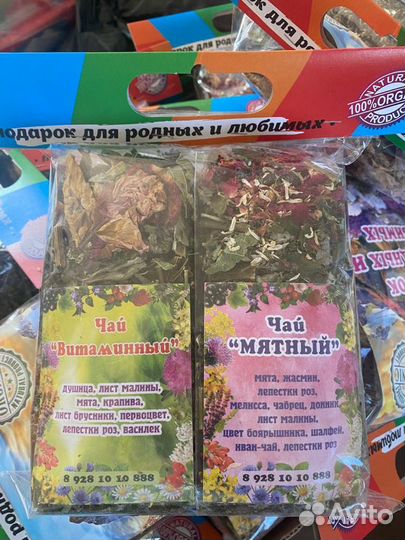 подарок для родных и любимых
NATURAL
100% ORGANIC
PRODUCT
Чай
"Витаминный"
душица, лист малины,
мята, крапива,
лист брусники, первоцвет,
лепестки роз, василек
8 928 10 10 888
Чай
"МЯТНЫЙ"
мята, жасмин,
лепестки роз,
мелисса, чабрец, донник,
лист малины,
цвет боярышника, шалфей,
иван-чай, лепестки роз
8 928 10 10 888
Avito